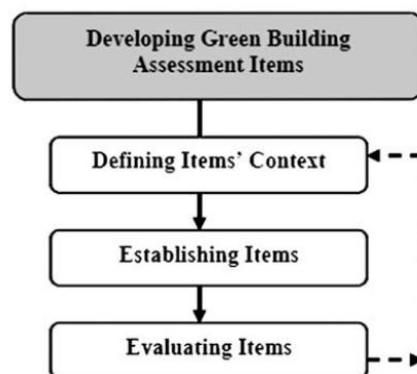 Developing Green Building
Assessment Items
Defining Items' Context
Establishing Items
Evaluating Items